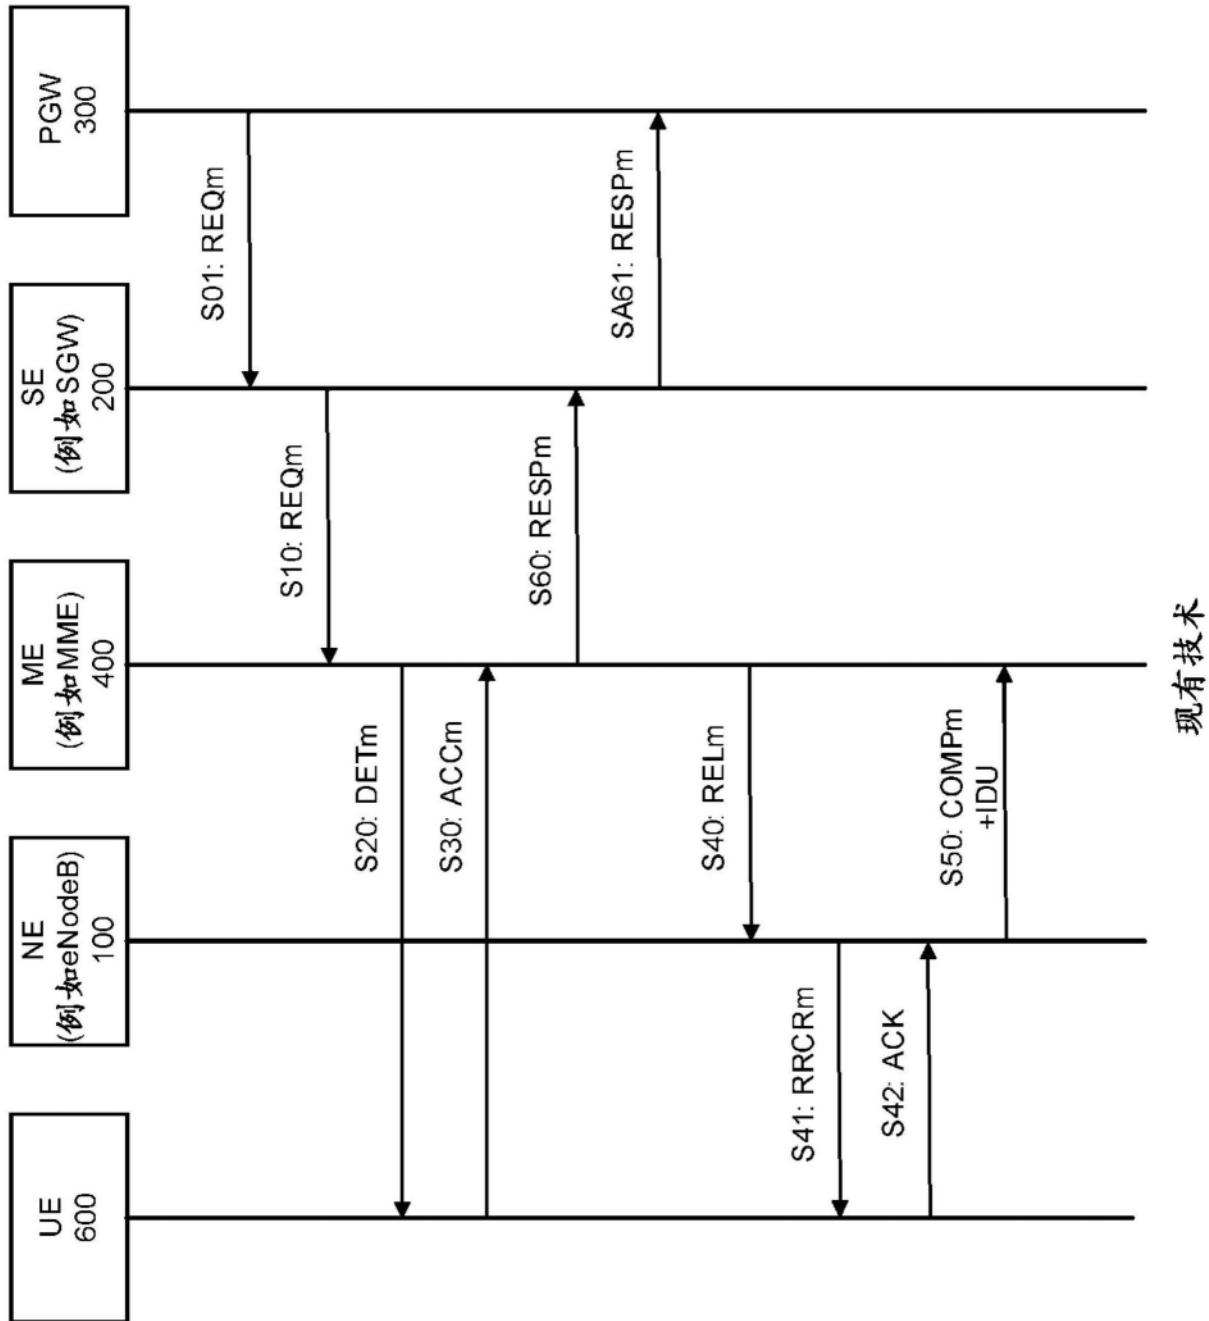 UE
600
NE
(例如eNodeB)
100
ME
(例如MME)
400
SE
(例如SGW)
200
PGW
300
S01: REQm
S10: REQm
S20: DETm
S30: ACCm
S60: RESPm
SA61: RESPm
S40: RELm
S41: RRCRm
S42: ACK
S50: COMPm
+IDU
现有技术